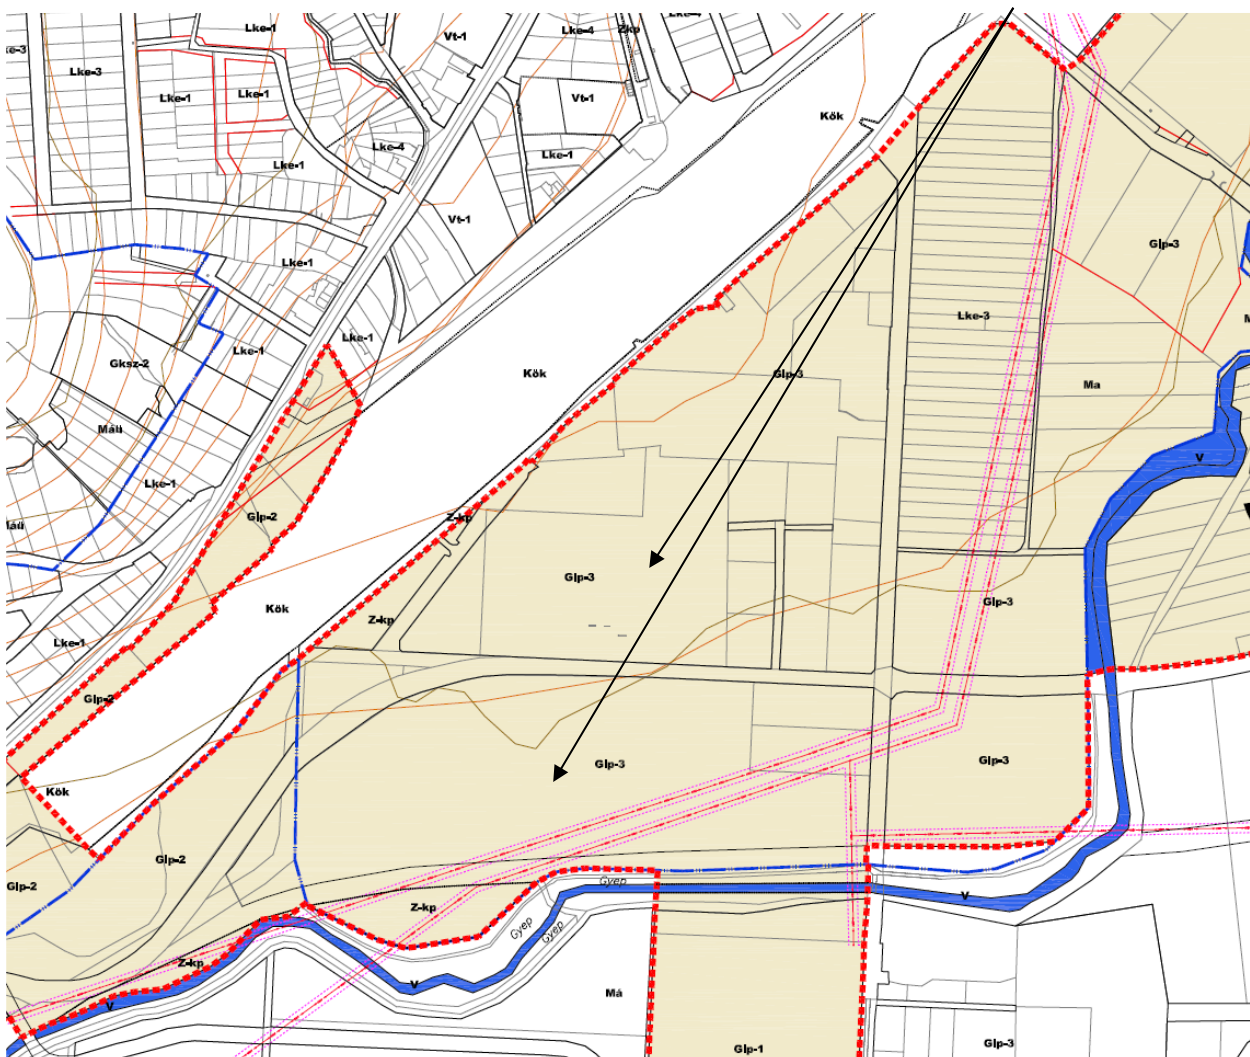 Lke-1
Lke-4
Vt-1
Lke-3
Lke-1
Lke-1
Vt-1
Kök
Lke-4
Lke-1
Lke-1
Vt-1
Glp-3
Lke-1
Lke-3
Lke-1
Lke-1
Gksz-2
Kök
Glp-3
Ma
Máü
V
Lke-1
Glp-2
Z-kp
Glp-3
Glp-3
Kök
Z-kp
Lke-1
Glp-2
Glp-3
Glp-3
Kök
Glp-2
Glp-2
Gyep
V
Z-kp
Gyep
Gyep
Z-kp
V
Má
V
Glp-3
Glp-1